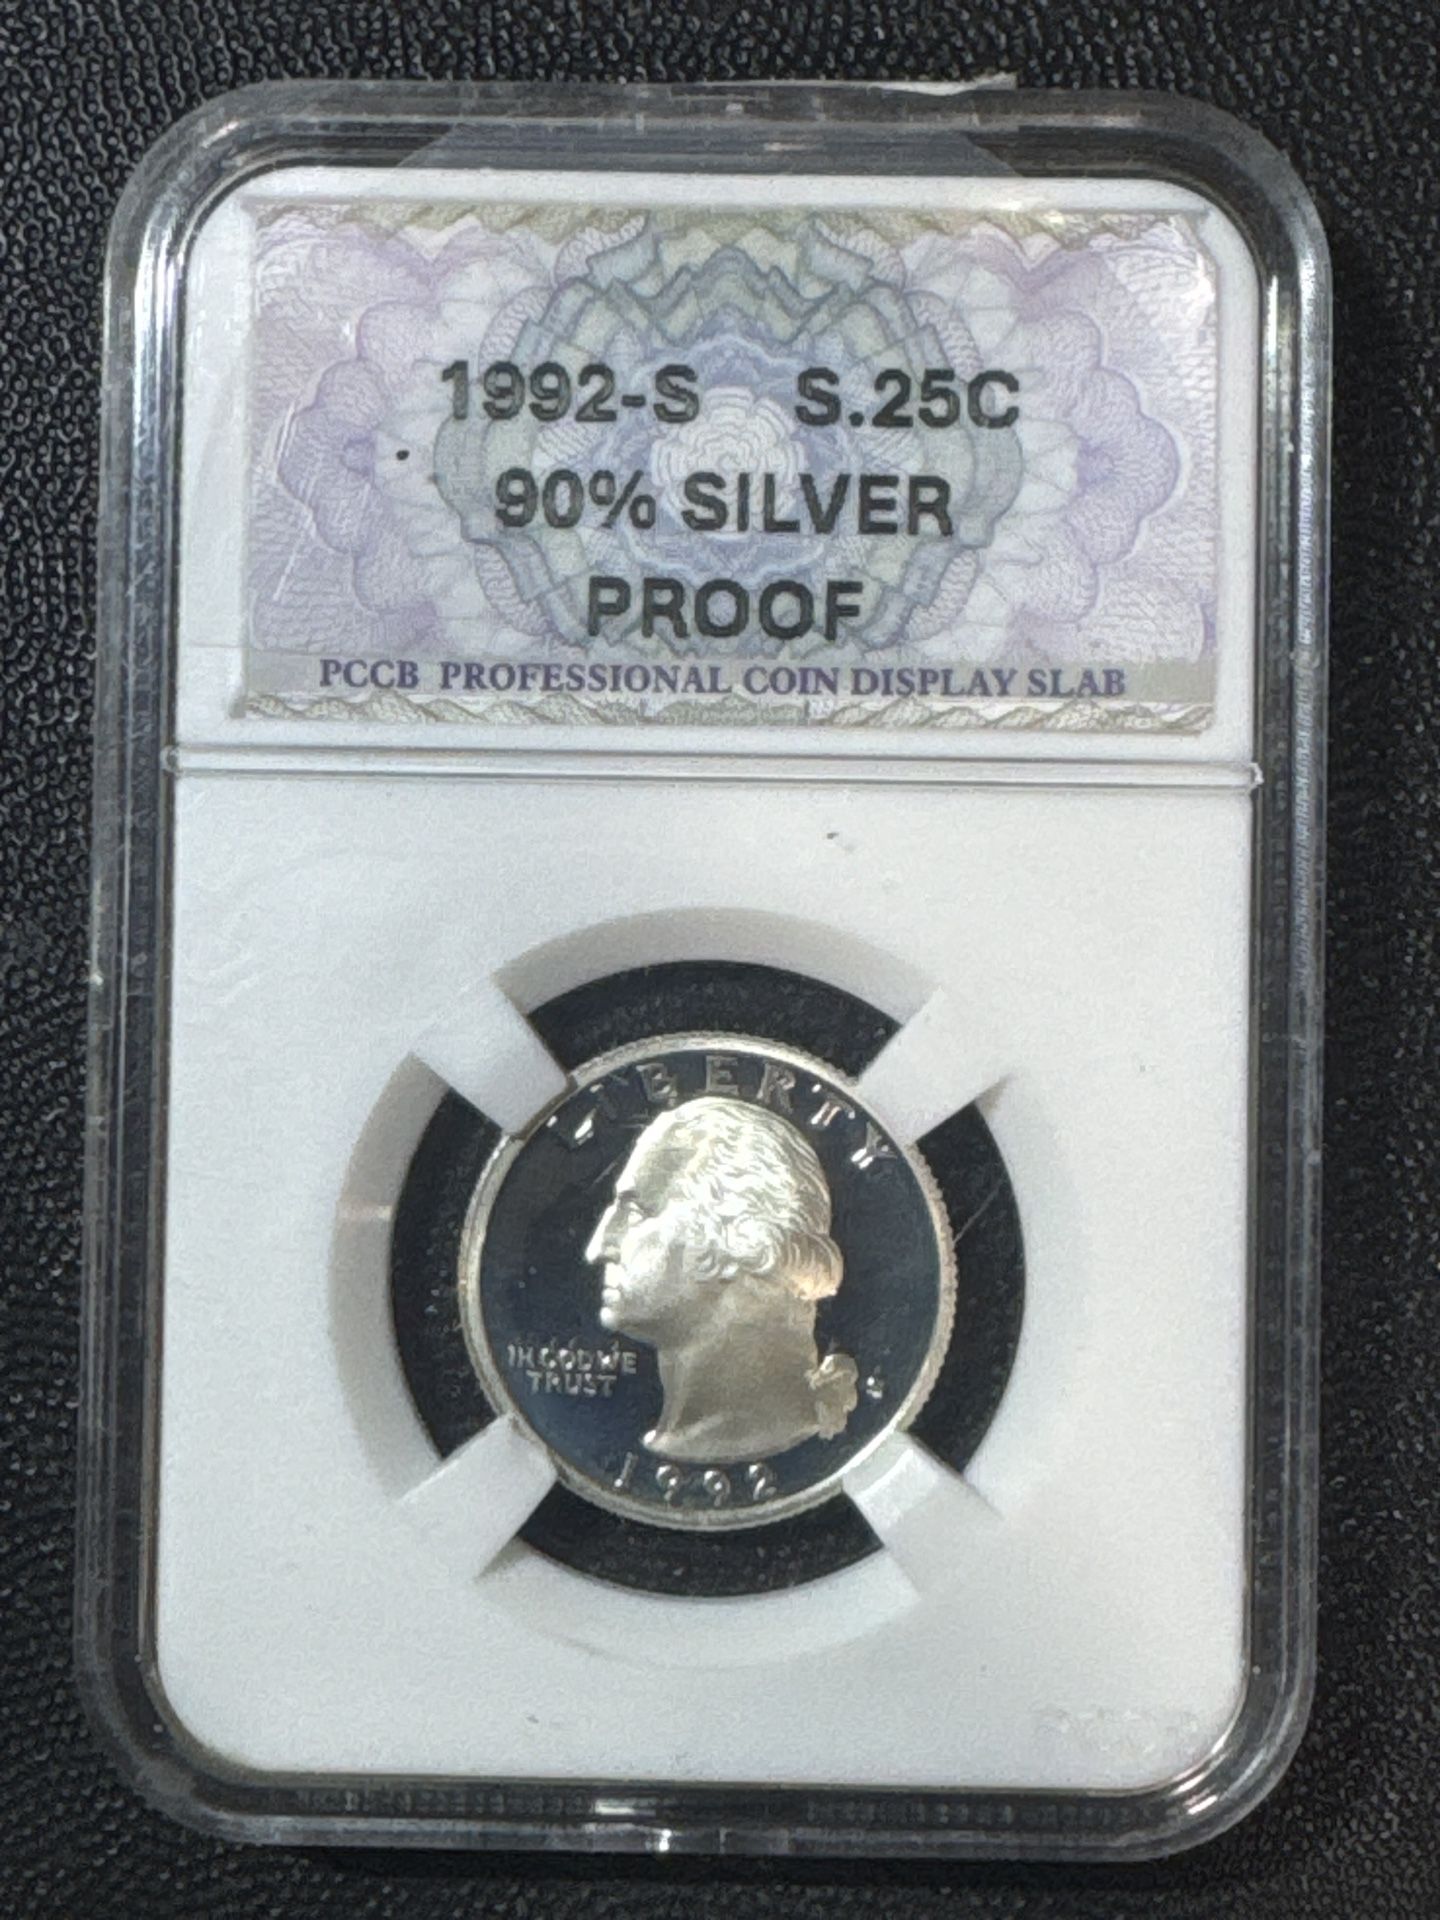 1992-S S.25C
90% SILVER
PROOF
PCCB PROFESSIONAL COIN DISPLAY SLAB
LIBERTY
IN GOD WE
TRUST
S
1992